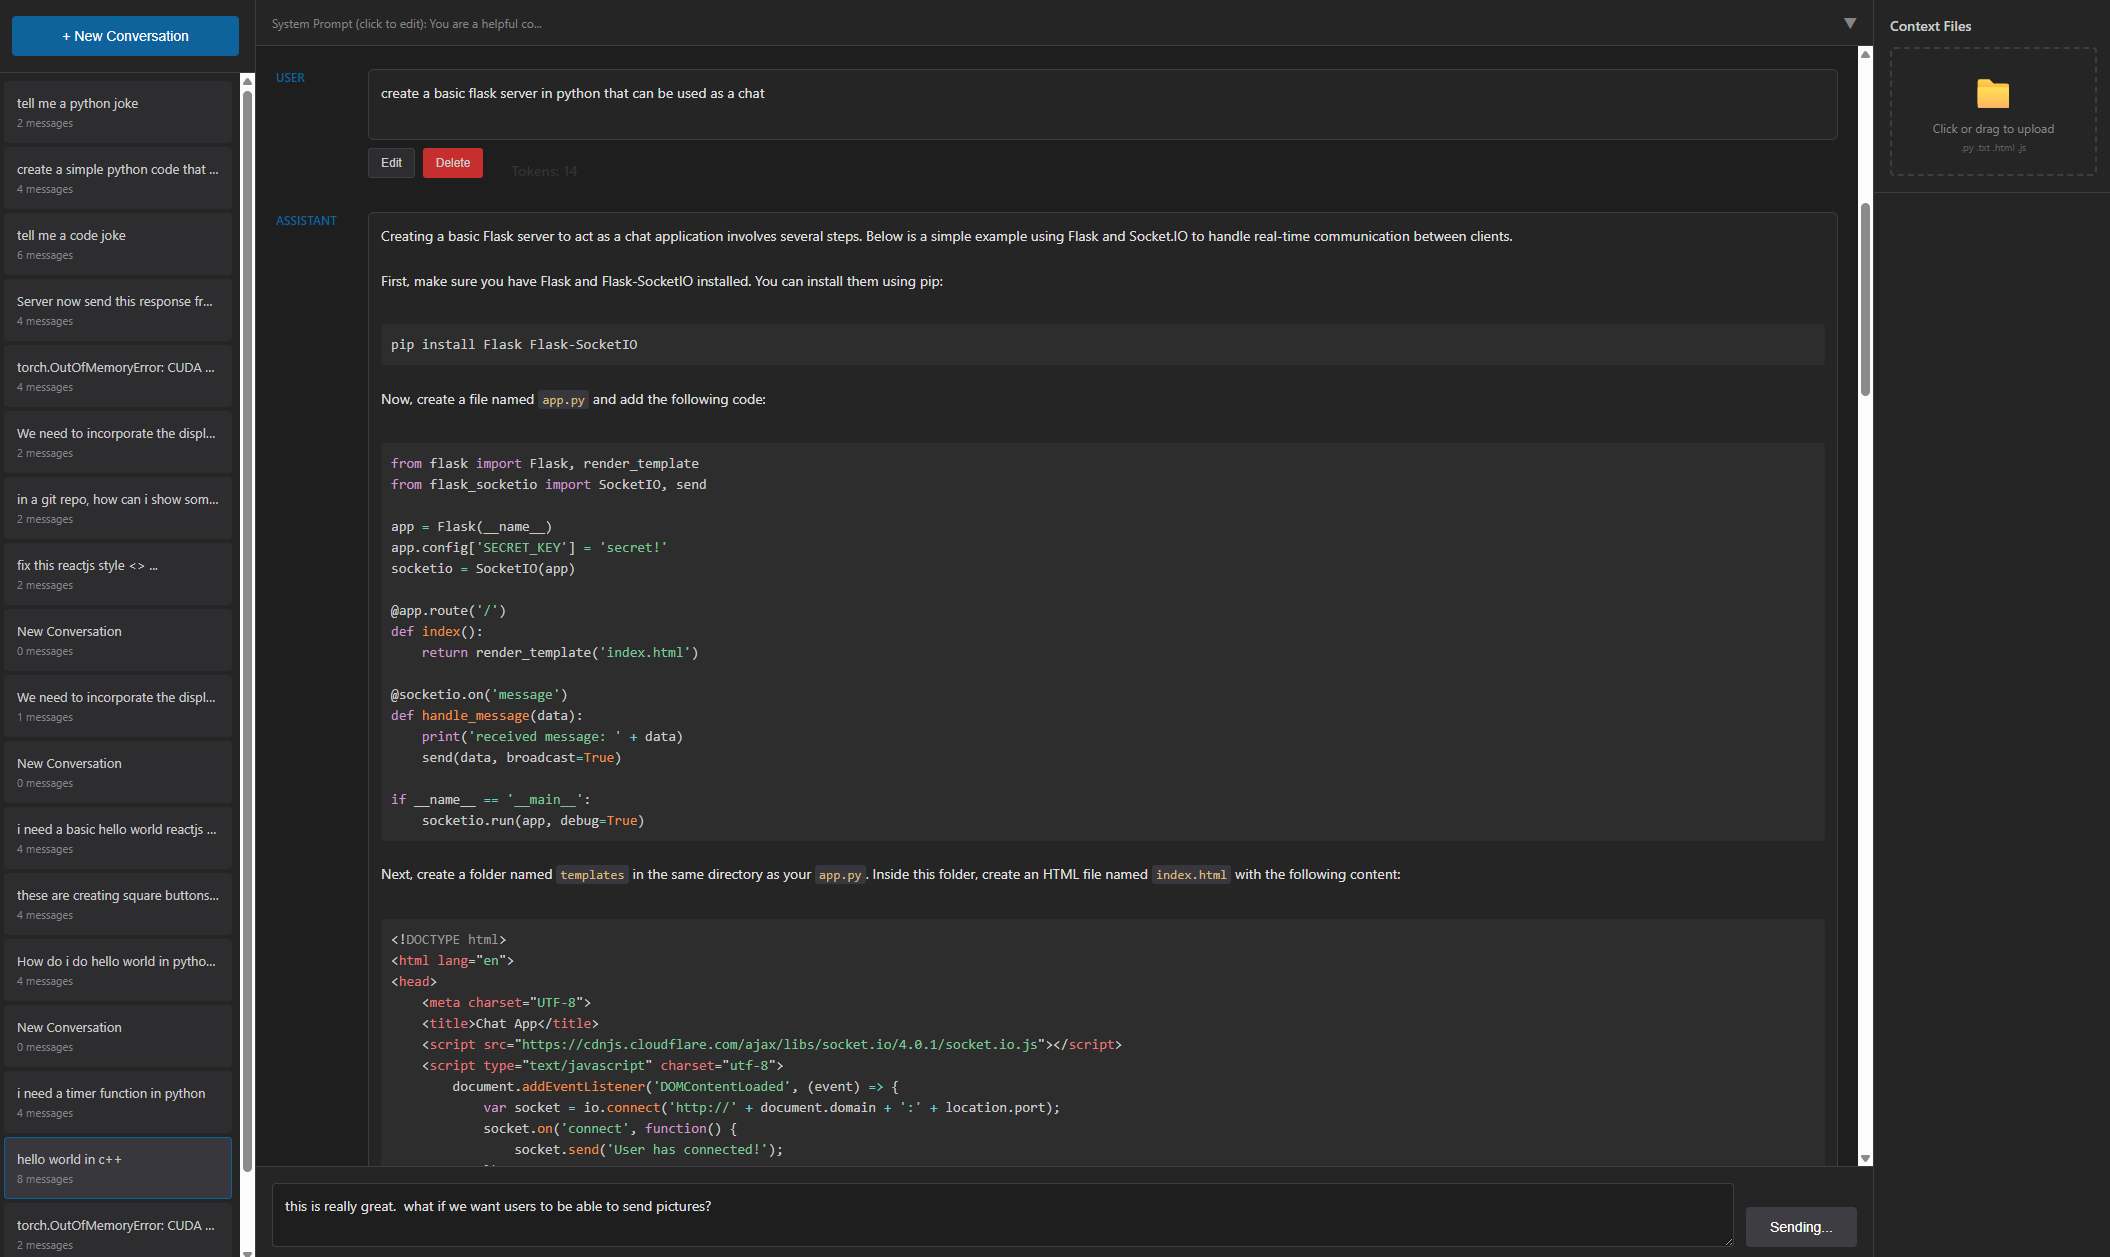 + New Conversation
tell me a python joke
2 messages
create a simple python code that ...
4 messages
tell me a code joke
6 messages
Server now send this response fr...
4 messages
torch.OutOfMemoryError: CUDA ...
4 messages
We need to incorporate the displ...
2 messages
in a git repo, how can i show som...
2 messages
fix this reactjs style <> ...
2 messages
New Conversation
0 messages
We need to incorporate the displ...
1 messages
New Conversation
0 messages
i need a basic hello world reactjs ...
4 messages
these are creating square buttons...
4 messages
How do i do hello world in pytho...
4 messages
New Conversation
0 messages
i need a timer function in python
4 messages
hello world in c++
8 messages
torch.OutOfMemoryError: CUDA ...
2 messages
System Prompt (click to edit): You are a helpful co...
▼
USER
create a basic flask server in python that can be used as a chat
Edit
Delete
Tokens: 14
ASSISTANT
Creating a basic Flask server to act as a chat application involves several steps. Below is a simple example using Flask and Socket.IO to handle real-time communication between clients.
First, make sure you have Flask and Flask-SocketIO installed. You can install them using pip:
pip install Flask Flask-SocketIO
Now, create a file named app.py and add the following code:
from flask import Flask, render_template
from flask_socketio import SocketIO, send
app = Flask(__name__)
app.config['SECRET_KEY'] = 'secret!'
socketio = SocketIO(app)
@app.route('/')
def index():
    return render_template('index.html')
@socketio.on('message')
def handle_message(data):
    print('received message: ' + data)
    send(data, broadcast=True)
if __name__ == '__main__':
    socketio.run(app, debug=True)
Next, create a folder named templates in the same directory as your app.py. Inside this folder, create an HTML file named index.html with the following content:
<!DOCTYPE html>
<html lang="en">
<head>
    <meta charset="UTF-8">
    <title>Chat App</title>
    <script src="https://cdnjs.cloudflare.com/ajax/libs/socket.io/4.0.1/socket.io.js"></script>
    <script type="text/javascript" charset="utf-8">
        document.addEventListener('DOMContentLoaded', (event) => {
            var socket = io.connect('http://' + document.domain + ':' + location.port);
            socket.on('connect', function() {
                socket.send('User has connected!');
this is really great.  what if we want users to be able to send pictures?
Sending...
Context Files
Click or drag to upload
.py .txt .html .js